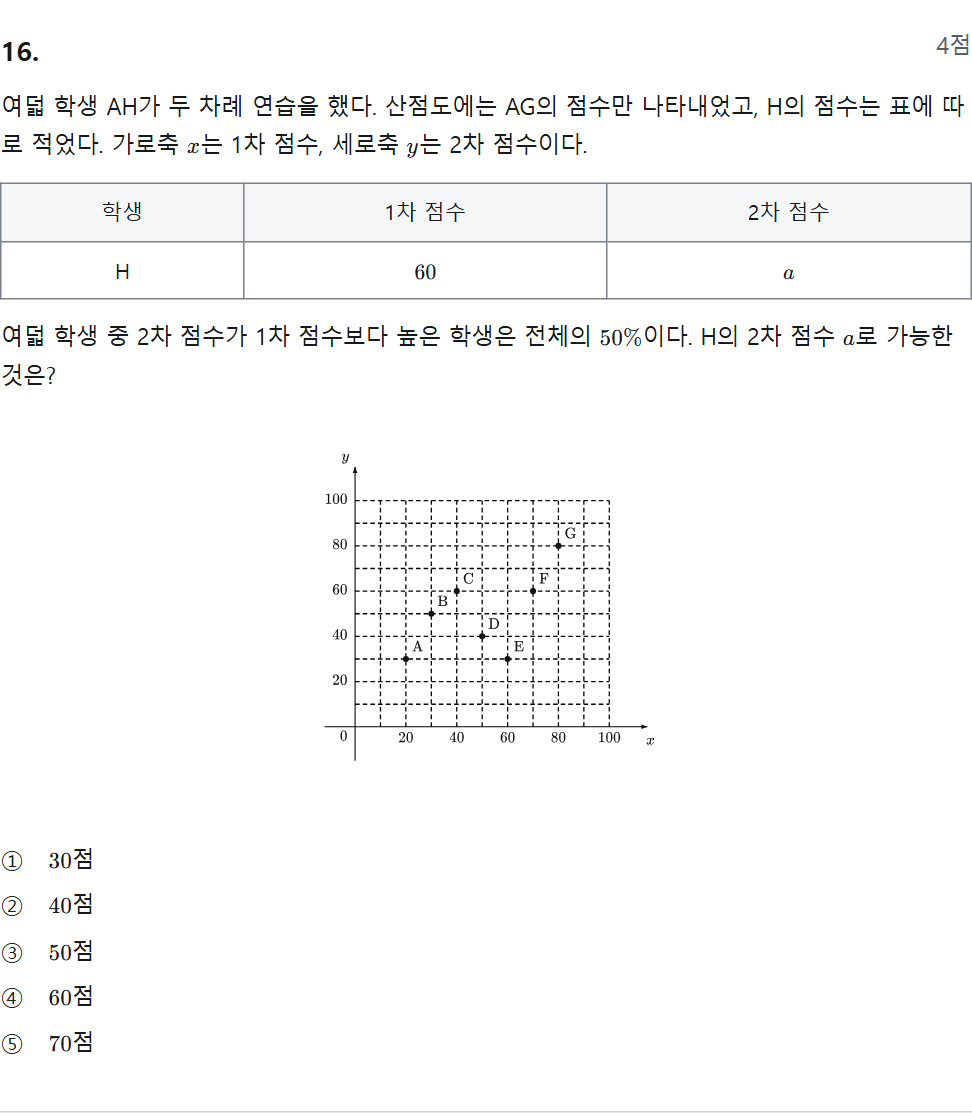 16.
4점
여덟 학생 AH가 두 차례 연습을 했다. 산점도에는 AG의 점수만 나타내었고, H의 점수는 표에 따
로 적었다. 가로축 x는 1차 점수, 세로축 y는 2차 점수이다.
학생 1차 점수 2차 점수
H 60 a
여덟 학생 중 2차 점수가 1차 점수보다 높은 학생은 전체의 50%이다. H의 2차 점수 a로 가능한
것은?
y
100
G
80
C F
60
B
D
40
A E
20
0 20 40 60 80 100 x
① 30점
② 40점
③ 50점
④ 60점
⑤ 70점